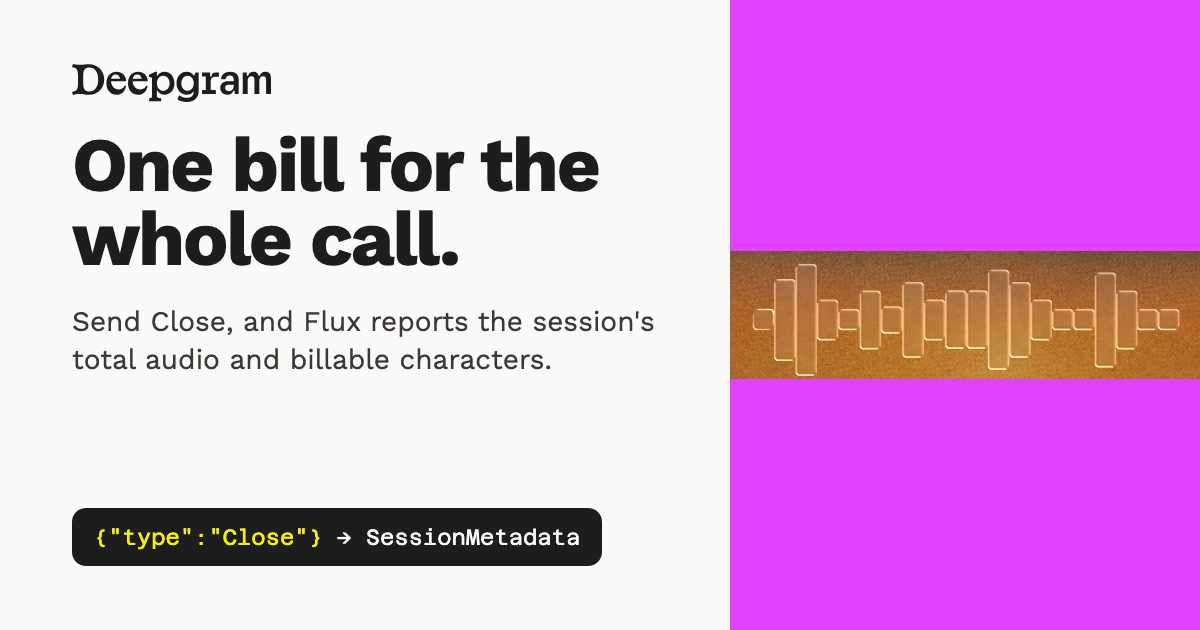 Deepgram
One bill for the
whole call.
Send Close, and Flux reports the session's
total audio and billable characters.
{"type":"Close"} → SessionMetadata